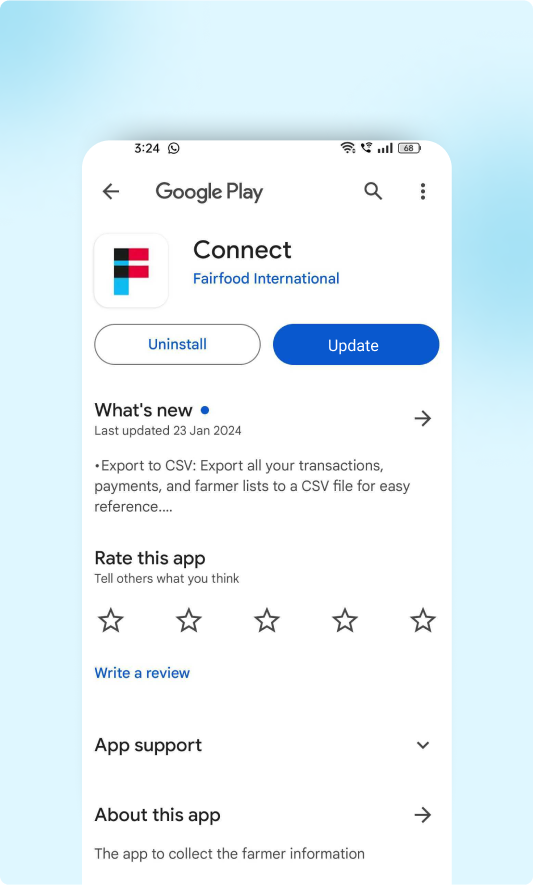 3:24
68
Google Play
Connect
Fairfood International
Uninstall
Update
What's new
Last updated 23 Jan 2024
•Export to CSV: Export all your transactions,
payments, and farmer lists to a CSV file for easy
reference....
Rate this app
Tell others what you think
Write a review
App support
About this app
The app to collect the farmer information